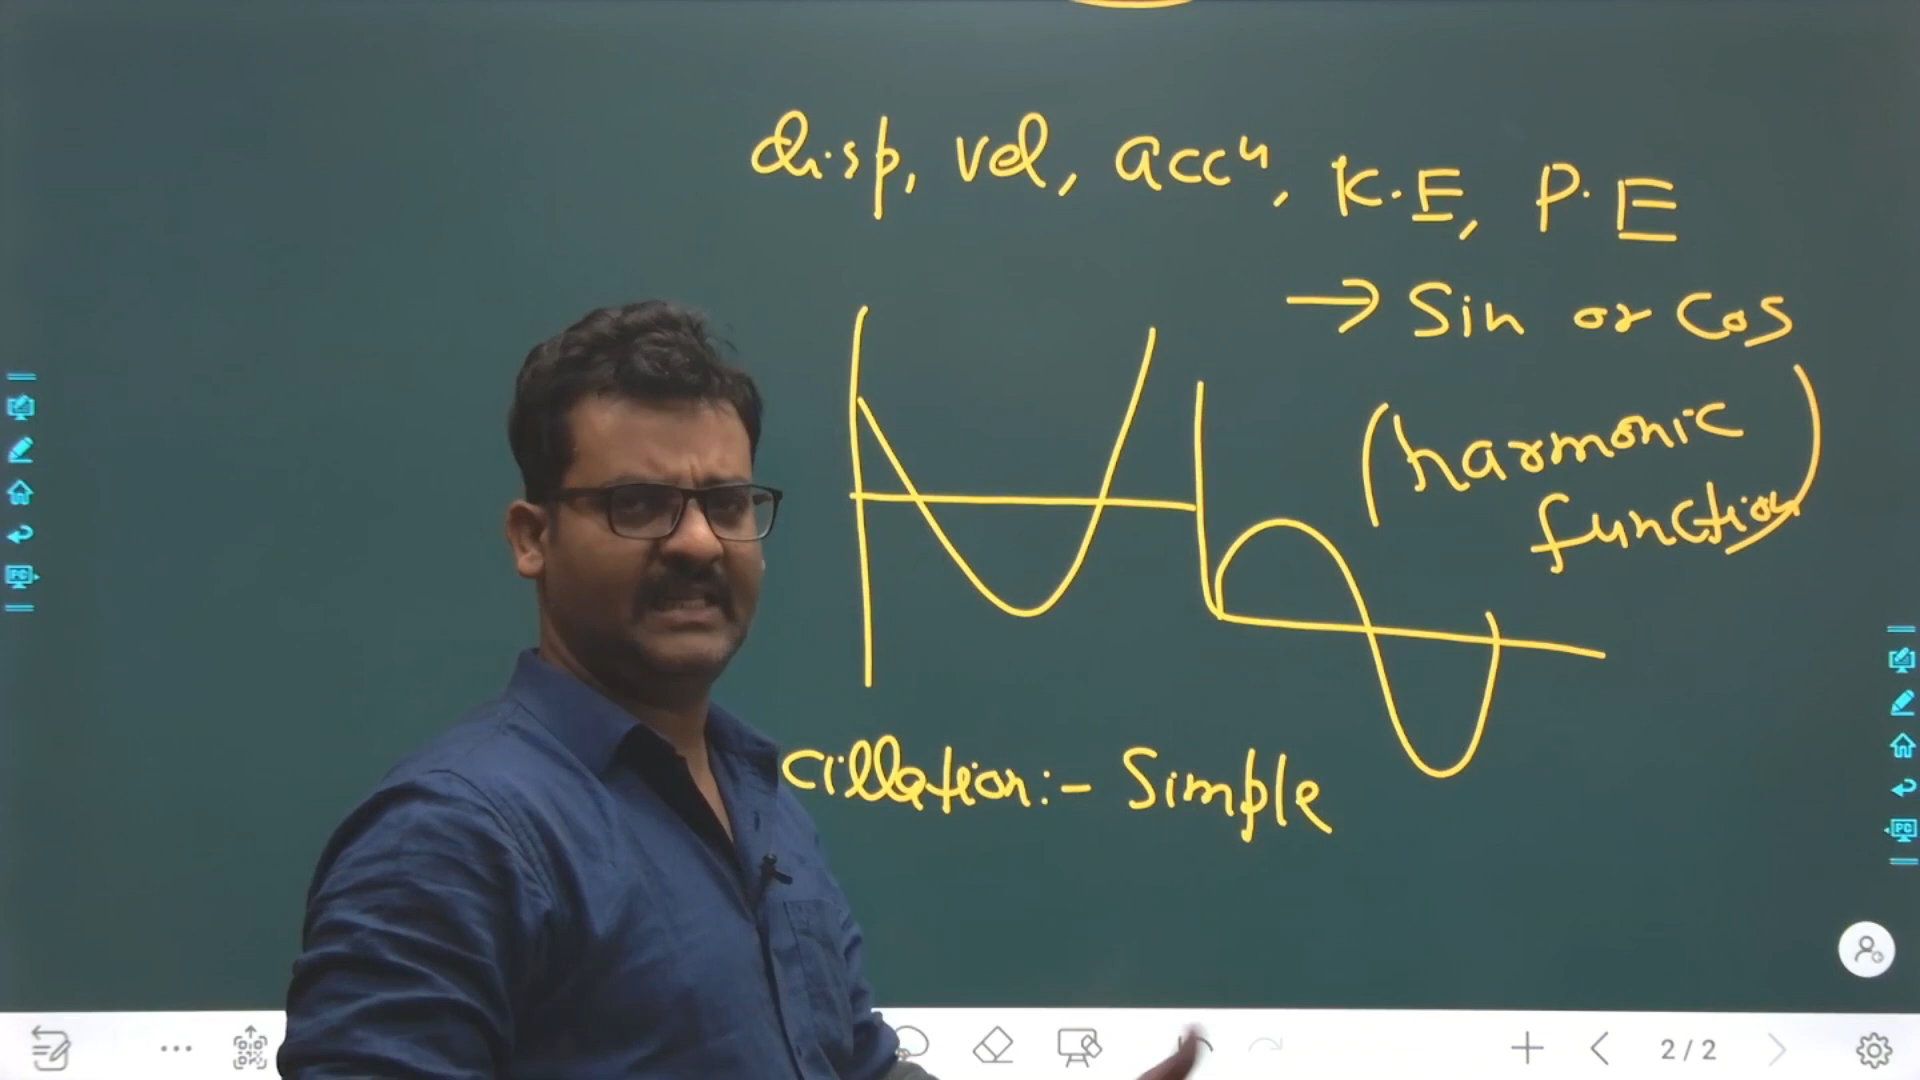 disp, vel, accⁿ, K.E, P.E
→ Sin or Cos
(harmonic
function)
cillation:- Simple
2/2